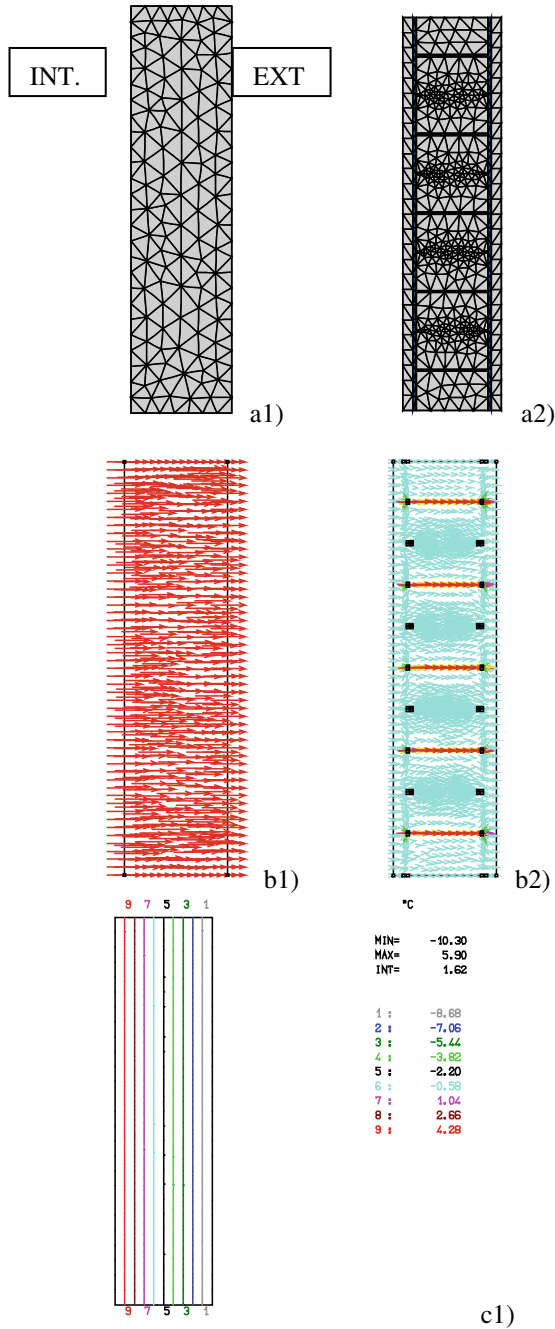 INT. EXT
a1) a2)
b1) b2)
9 7 5 3 1
°C
MIN= -10.30
MAX= 5.90
INT= 1.62
1 : -8.68
2 : -7.06
3 : -5.44
4 : -3.82
5 : -2.20
6 : -0.58
7 : 1.04
8 : 2.66
9 : 4.28
9 7 5 3 1
c1)